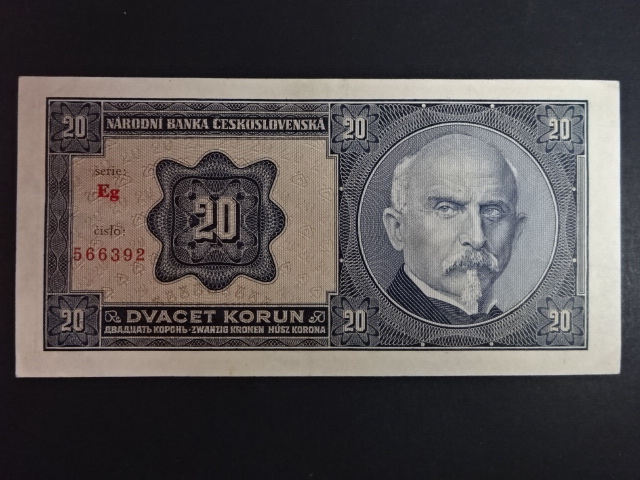 20
NÁRODNÍ BANKA ČESKOSLOVENSKÁ
20
20
serie:
Eg
20
číslo:
566392
20
DVACET KORUN
20
20
ДВАДЦАТЬ КОРОНЪ-ZWANZIG KRONEN HÚSZ KORONA